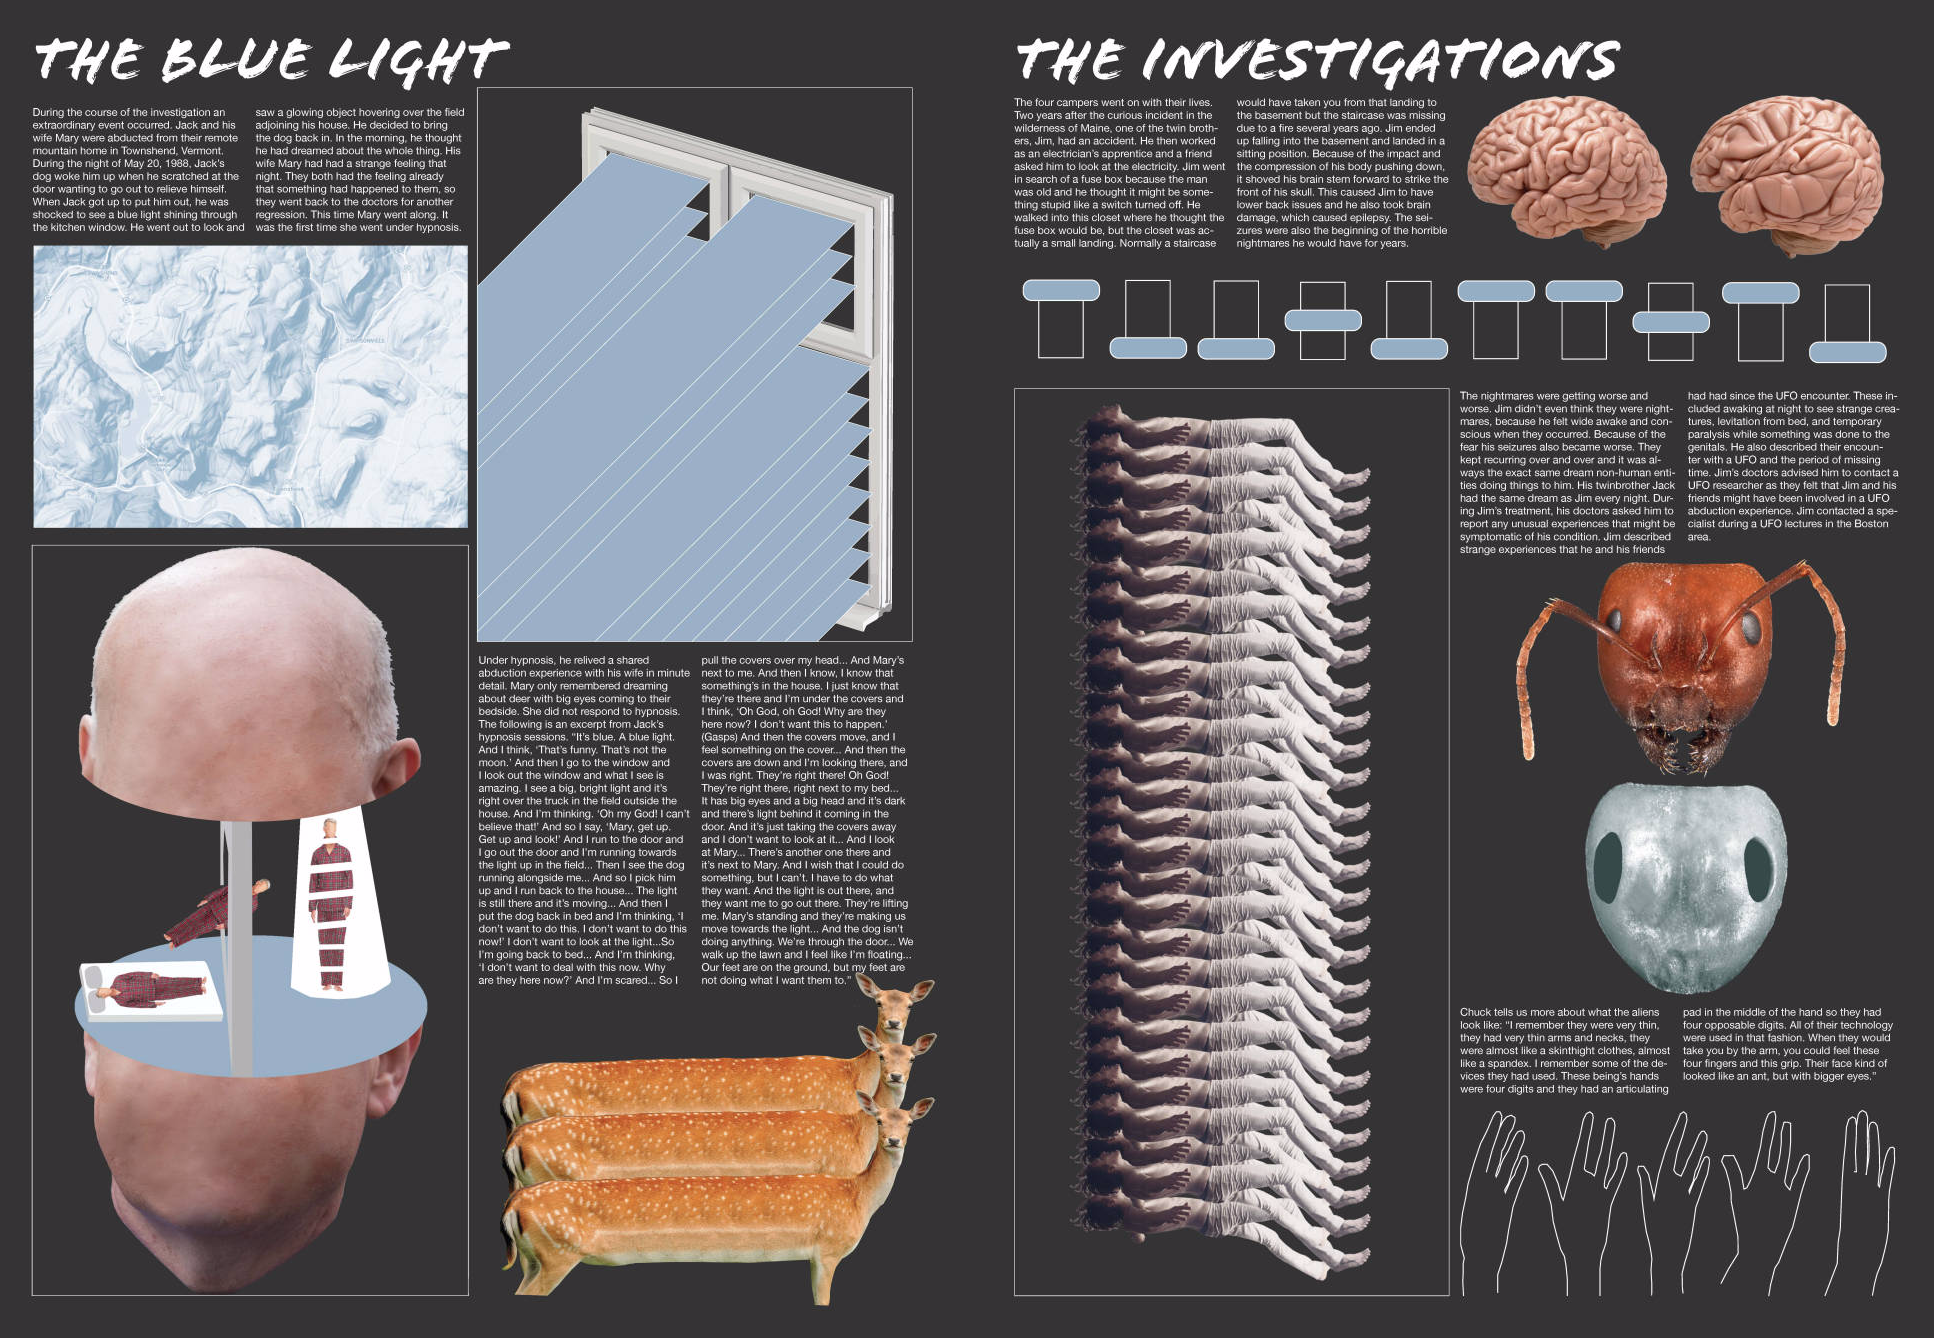 THE BLUE LIGHT
During the course of the investigation an
extraordinary event occurred. Jack and his
wife Mary were abducted from their remote
mountain home in Townshend, Vermont.
During the night of May 20, 1988, Jack's
dog woke him up when he scratched at the
door wanting to go out to relieve himself.
When Jack got up to put him out, he was
shocked to see a blue light shining through
the kitchen window. He went out to look and
saw a glowing object hovering over the field
adjoining his house. He decided to bring
the dog back in. In the morning, he thought
he had dreamed about the whole thing. His
wife Mary had had a strange feeling that
night. They both had the feeling already
that something had happened to them, so
they went back to the doctors for another
regression. This time Mary went along. It
was the first time she went under hypnosis.
Under hypnosis, he relived a shared
abduction experience with his wife in minute
detail. Mary only remembered dreaming
about deer with big eyes coming to their
bedside. She did not respond to hypnosis.
The following is an excerpt from Jack's
hypnosis sessions. "It's blue. A blue light.
And I think, 'That's funny. That's not the
moon.' And then I go to the window and
I look out the window and what I see is
amazing. I see a big, bright light and it's
right over the truck in the field outside the
house. And I'm thinking. 'Oh my God! I can't
believe that!' And so I say, 'Mary, get up.
Get up and look!' And I run to the door and
I go out the door and I'm running towards
the light up in the field... Then I see the dog
running alongside me... And so I pick him
up and I run back to the house... The light
is still there and it's moving... And then I
put the dog back in bed and I'm thinking, 'I
don't want to do this. I don't want to do this
now!' I don't want to look at the light...So
I'm going back to bed... And I'm thinking,
'I don't want to deal with this now. Why
are they here now?' And I'm scared... So I
pull the covers over my head... And Mary's
next to me. And then I know, I know that
something's in the house. I just know that
they're there and I'm under the covers and
I think, 'Oh God, oh God! Why are they
here now? I don't want this to happen.'
(Gasps) And then the covers move, and I
feel something on the cover... And then the
covers are down and I'm looking there, and
I was right. They're right there! Oh God!
They're right there, right next to my bed...
It has big eyes and a big head and it's dark
and there's light behind it coming in the
door. And it's just taking the covers away
and I don't want to look at it... And I look
at Mary... There's another one there and
it's next to Mary. And I wish that I could do
something, but I can't. I have to do what
they want. And the light is out there, and
they want me to go out there. They're lifting
me. Mary's standing and they're making us
move towards the light... And the dog isn't
doing anything. We're through the door... We
walk up the lawn and I feel like I'm floating...
Our feet are on the ground, but my feet are
not doing what I want them to."
THE INVESTIGATIONS
The four campers went on with their lives.
Two years after the curious incident in the
wilderness of Maine, one of the twin broth-
ers, Jim, had an accident. He then worked
as an electrician's apprentice and a friend
asked him to look at the electricity. Jim went
in search of a fuse box because the man
was old and he thought it might be some-
thing stupid like a switch turned off. He
walked into this closet where he thought the
fuse box would be, but the closet was ac-
tually a small landing. Normally a staircase
would have taken you from that landing to
the basement but the staircase was missing
due to a fire several years ago. Jim ended
up falling into the basement and landed in a
sitting position. Because of the impact and
the compression of his body pushing down,
it shoved his brain stem forward to strike the
front of his skull. This caused Jim to have
lower back issues and he also took brain
damage, which caused epilepsy. The sei-
zures were also the beginning of the horrible
nightmares he would have for years.
The nightmares were getting worse and
worse. Jim didn't even think they were night-
mares, because he felt wide awake and con-
scious when they occurred. Because of the
fear his seizures also became worse. They
kept recurring over and over and it was al-
ways the exact same dream non-human enti-
ties doing things to him. His twinbrother Jack
had the same dream as Jim every night. Dur-
ing Jim's treatment, his doctors asked him to
report any unusual experiences that might be
symptomatic of his condition. Jim described
strange experiences that he and his friends
had had since the UFO encounter. These in-
cluded awaking at night to see strange crea-
tures, levitation from bed, and temporary
paralysis while something was done to the
genitals. He also described their encoun-
ter with a UFO and the period of missing
time. Jim's doctors advised him to contact a
UFO researcher as they felt that Jim and his
friends might have been involved in a UFO
abduction experience. Jim contacted a spe-
cialist during a UFO lectures in the Boston
area.
Chuck tells us more about what the aliens
look like: "I remember they were very thin,
they had very thin arms and necks, they
were almost like a skinthight clothes, almost
like a spandex. I remember some of the de-
vices they had used. These being's hands
were four digits and they had an articulating
pad in the middle of the hand so they had
four opposable digits. All of their technology
were used in that fashion. When they would
take you by the arm, you could feel these
four fingers and this grip. Their face kind of
looked like an ant, but with bigger eyes."